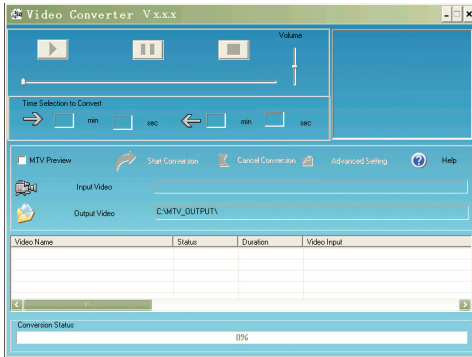 Video Converter V x.x.x
Volume
Time Selection to Convert
min sec min sec
MTV Preview Start Conversion Cancel Conversion Advanced Setting Help
Input Video
Output Video C:\MTV_OUTPUT\
Video Name Status Duration Video Input
Conversion Status
0%